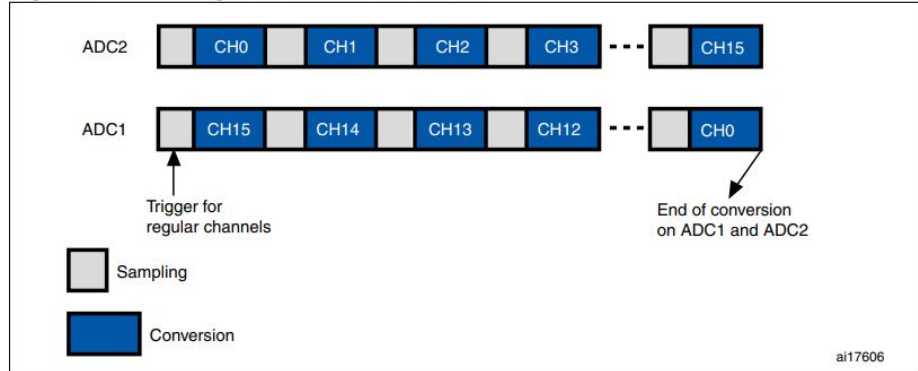 ADC2 CH0 CH1 CH2 CH3 CH15
ADC1 CH15 CH14 CH13 CH12 CH0
Trigger for
regular channels
End of conversion
on ADC1 and ADC2
Sampling
Conversion
ai17606